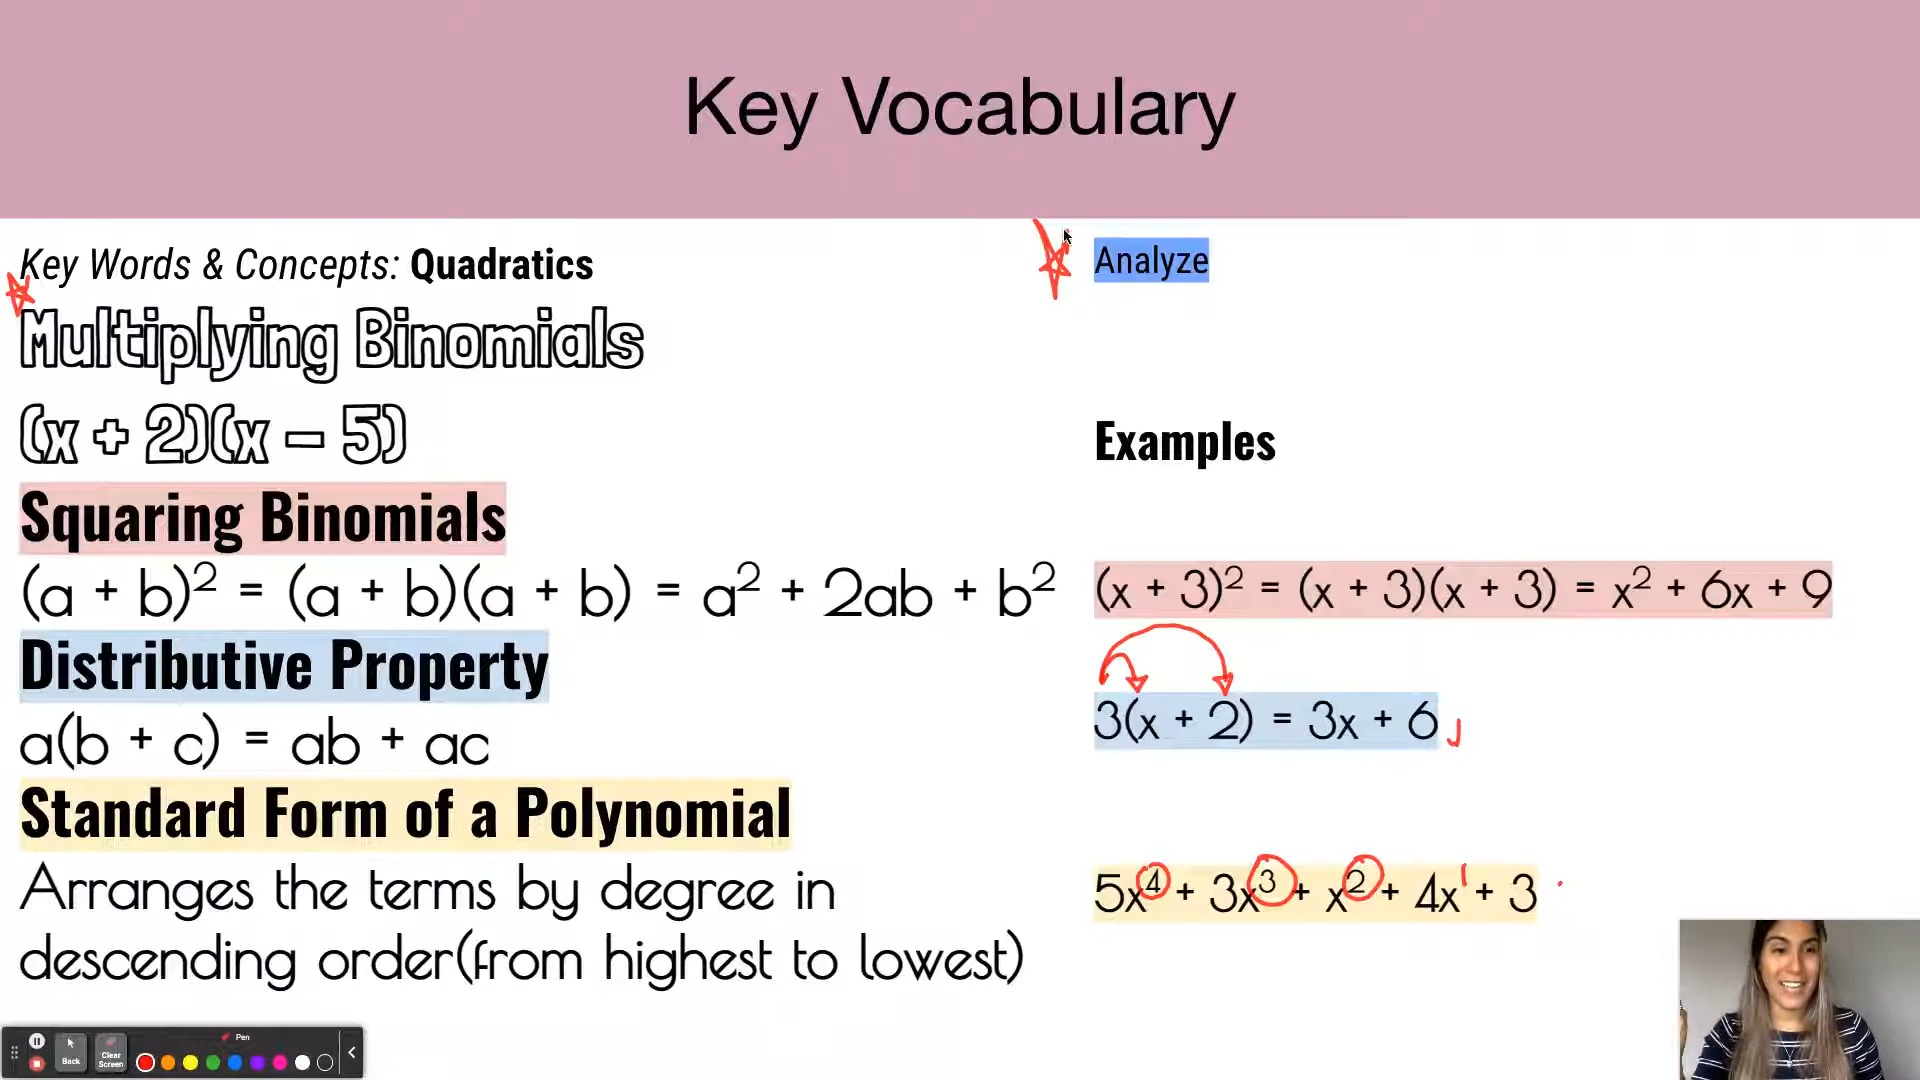 Key Vocabulary
Key Words & Concepts: Quadratics
Multiplying Binomials
(x + 2)(x – 5)
Squaring Binomials
(a + b)² = (a + b)(a + b) = a² + 2ab + b²
Distributive Property
a(b + c) = ab + ac
Standard Form of a Polynomial
Arranges the terms by degree in
descending order(from highest to lowest)
Analyze
Examples
(x + 3)² = (x + 3)(x + 3) = x² + 6x + 9
3(x + 2) = 3x + 6
5x⁴ + 3x³ + x² + 4x¹ + 3
Pen
Back
Clear
Screen